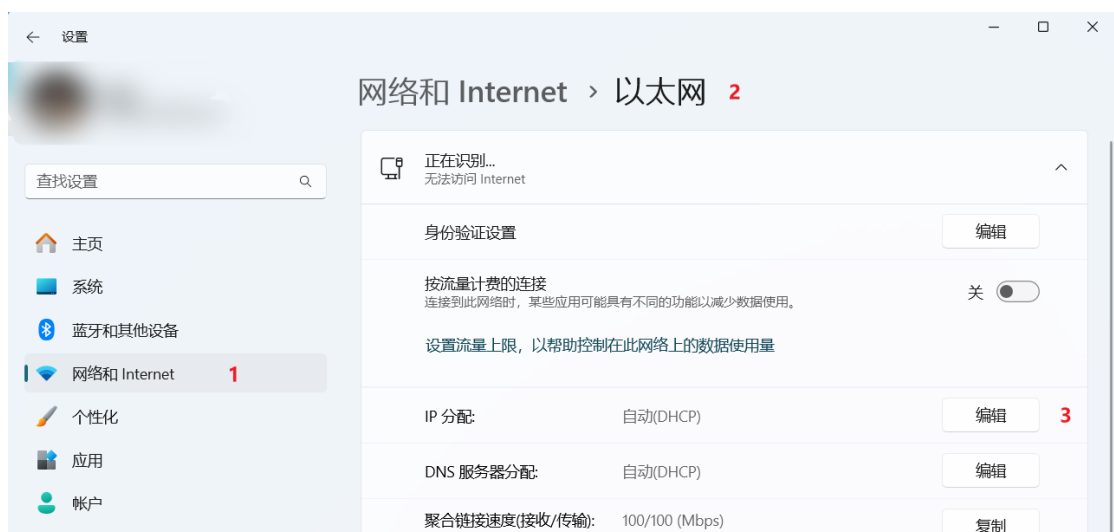 设置
网络和 Internet › 以太网 2
查找设置
主页
系统
蓝牙和其他设备
网络和 Internet 1
个性化
应用
帐户
正在识别...
无法访问 Internet
身份验证设置 编辑
按流量计费的连接
连接到此网络时，某些应用可能具有不同的功能以减少数据使用。
关
设置流量上限，以帮助控制在此网络上的数据使用量
IP 分配: 自动(DHCP) 编辑 3
DNS 服务器分配: 自动(DHCP) 编辑
聚合链接速度(接收/传输): 100/100 (Mbps) 复制